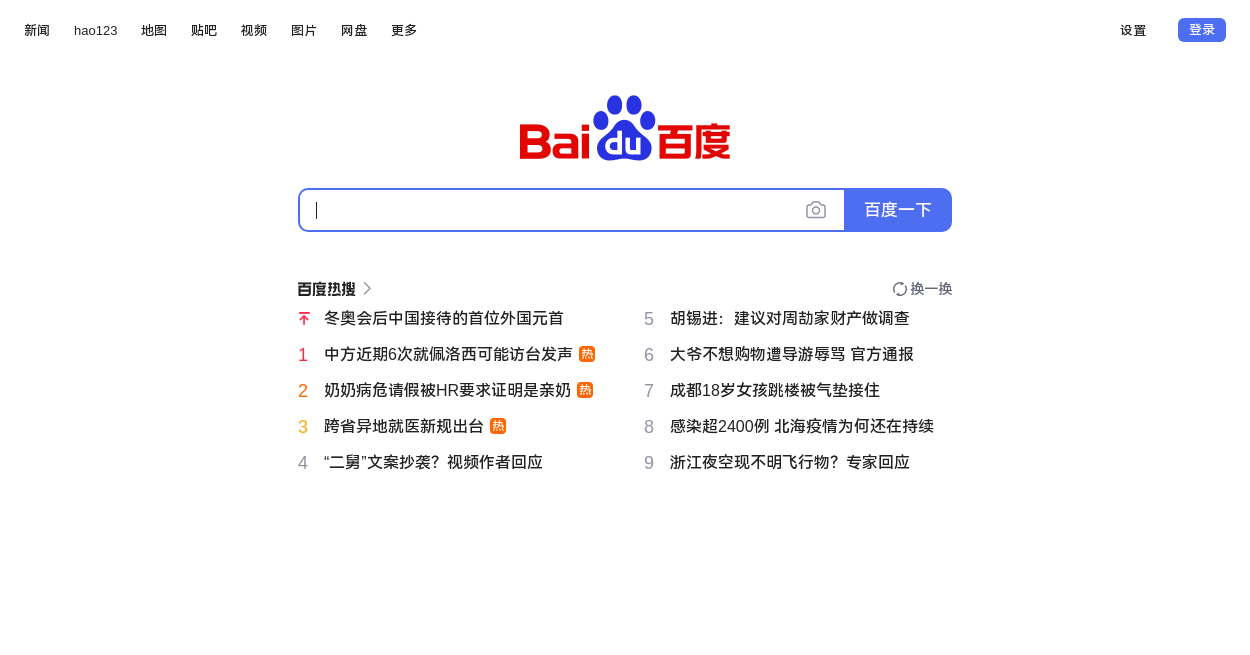 新闻 hao123 地图 贴吧 视频 图片 网盘 更多 设置 登录
Bai du 百度
百度一下
百度热搜 换一换
冬奥会后中国接待的首位外国元首
1 中方近期6次就佩洛西可能访台发声 热
2 奶奶病危请假被HR要求证明是亲奶 热
3 跨省异地就医新规出台 热
4 “二舅”文案抄袭？视频作者回应
5 胡锡进：建议对周劼家财产做调查
6 大爷不想购物遭导游辱骂 官方通报
7 成都18岁女孩跳楼被气垫接住
8 感染超2400例 北海疫情为何还在持续
9 浙江夜空现不明飞行物？专家回应